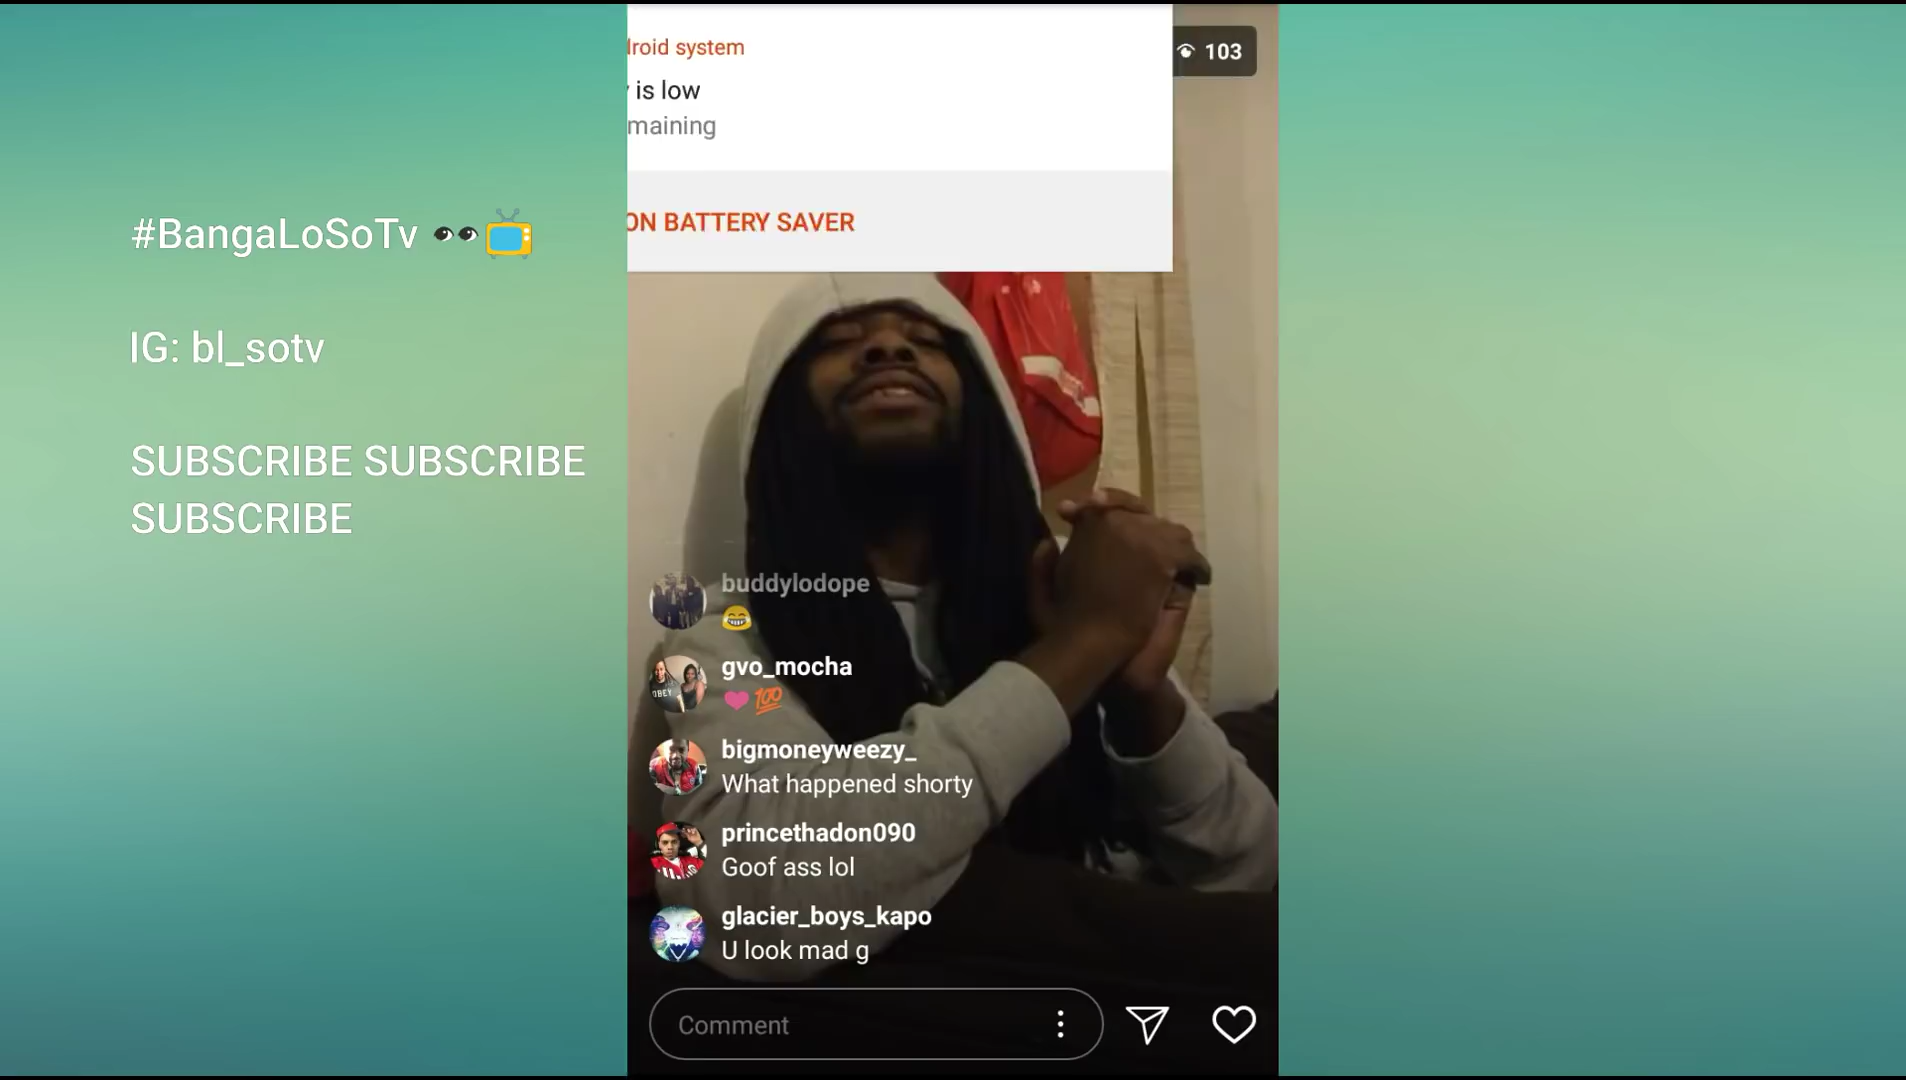 #BangaLoSoTv 👀📺
IG: bl_sotv
SUBSCRIBE SUBSCRIBE
SUBSCRIBE
droid system
is low
maining
ON BATTERY SAVER
103
buddylodope
😂
gvo_mocha
❤💯
bigmoneyweezy_
What happened shorty
princethadon090
Goof ass lol
glacier_boys_kapo
U look mad g
Comment